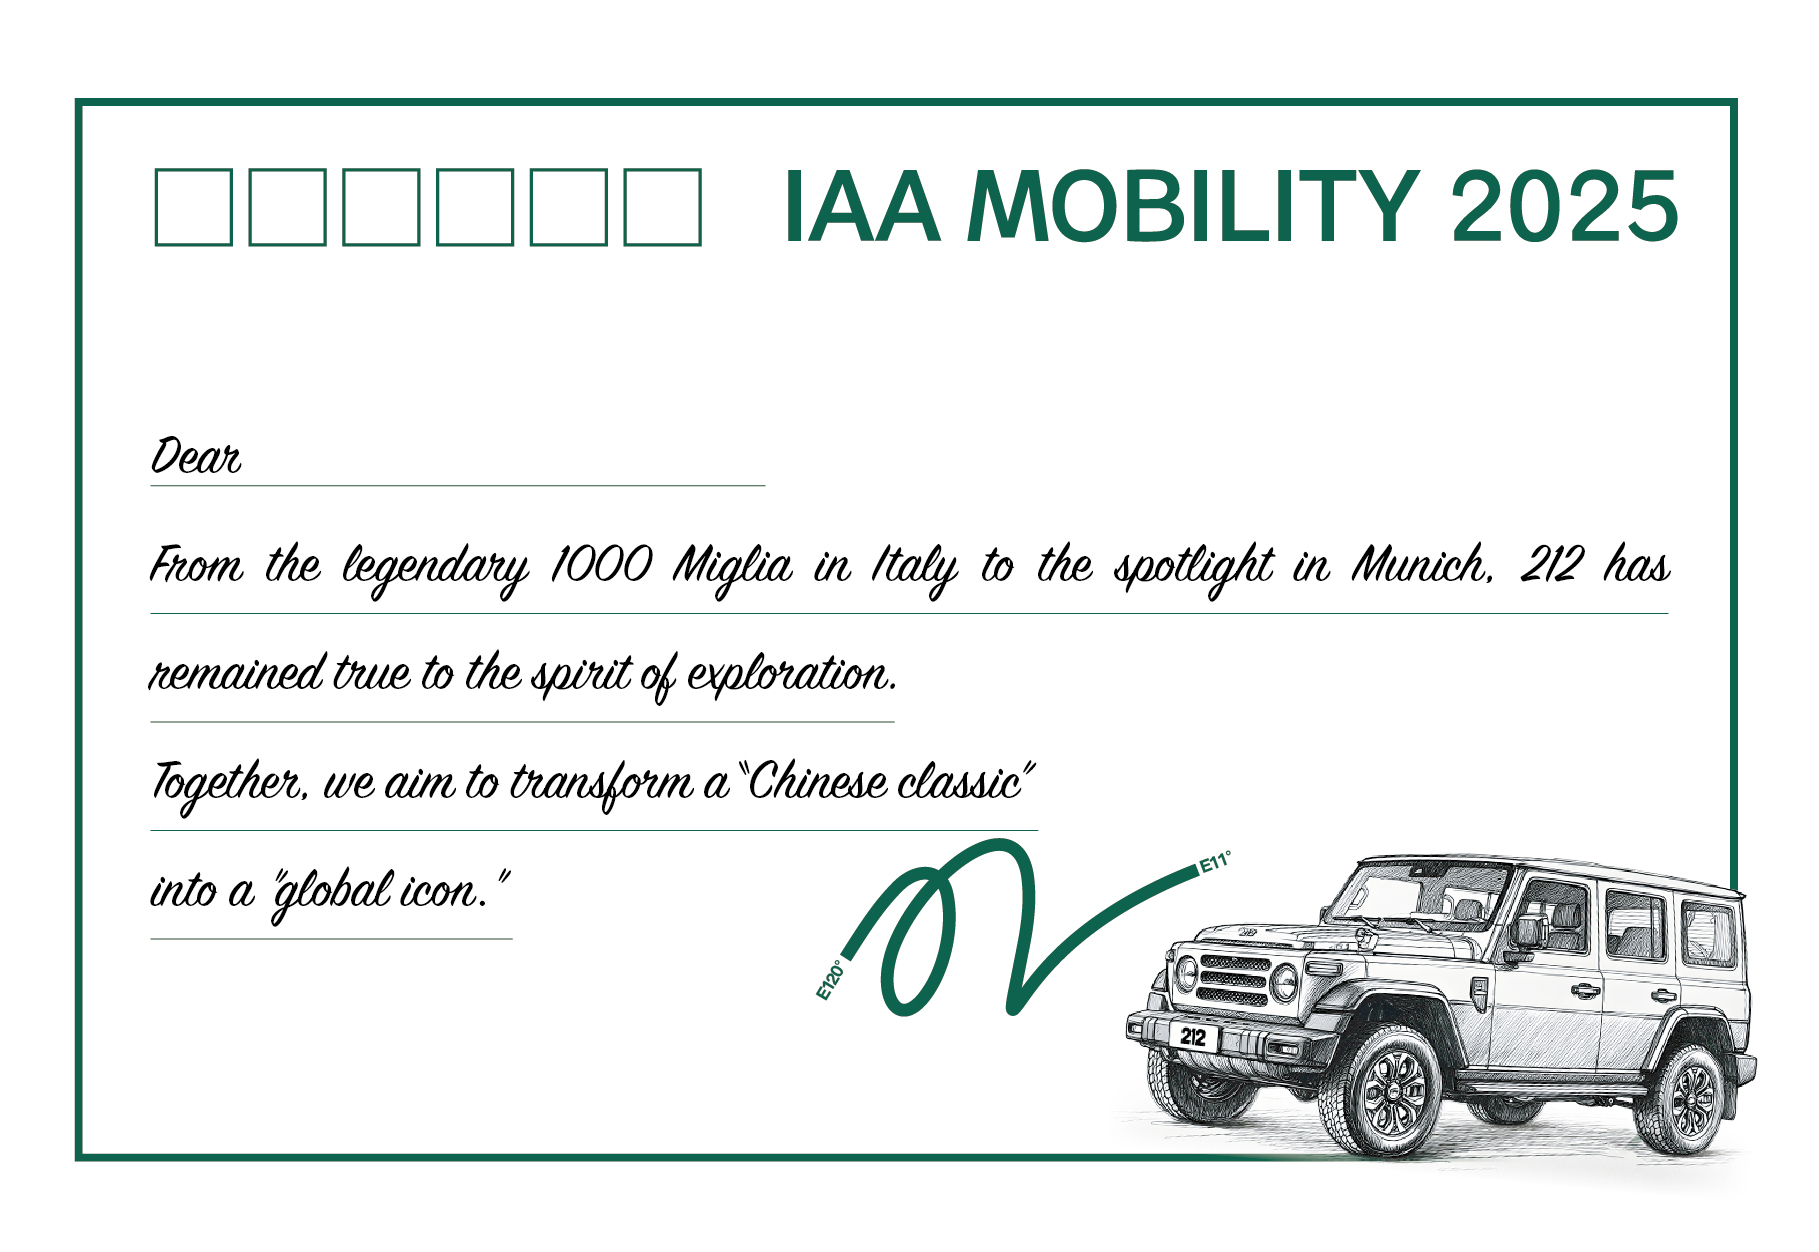 IAA MOBILITY 2025
Dear
From the legendary 1000 Miglia in Italy to the spotlight in Munich, 212 has
remained true to the spirit of exploration.
Together, we aim to transform a “Chinese classic”
into a "global icon."
E120°
E11°
212